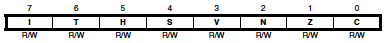 7 6 5 4 3 2 1 0
I T H S V N Z C
R/W R/W R/W R/W R/W R/W R/W R/W